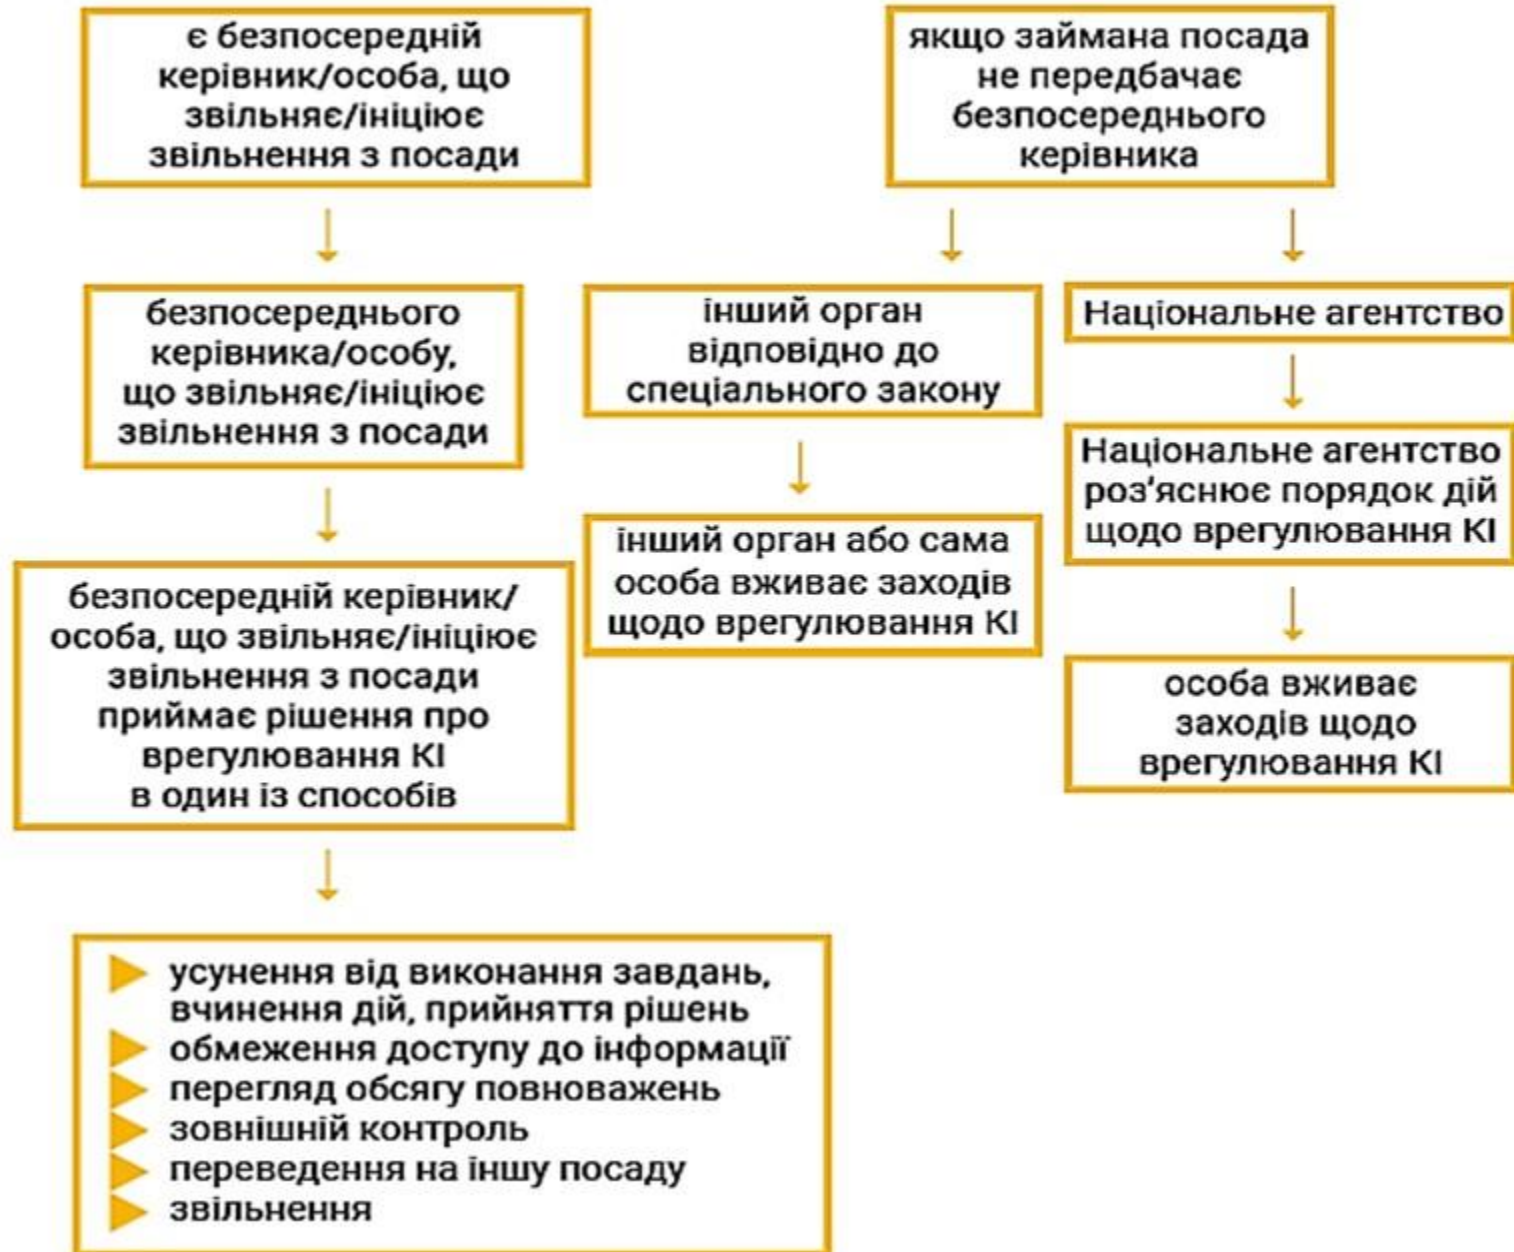 є безпосередній
керівник/особа, що
звільняє/ініціює
звільнення з посади
якщо займана посада
не передбачає
безпосереднього
керівника
безпосереднього
керівника/особу,
що звільняє/ініціює
звільнення з посади
інший орган
відповідно до
спеціального закону
Національне агентство
безпосередній керівник/
особа, що звільняє/ініціює
звільнення з посади
приймає рішення про
врегулювання КІ
в один із способів
інший орган або сама
особа вживає заходів
щодо врегулювання КІ
Національне агентство
роз'яснює порядок дій
щодо врегулювання КІ
особа вживає
заходів щодо
врегулювання КІ
усунення від виконання завдань,
вчинення дій, прийняття рішень
обмеження доступу до інформації
перегляд обсягу повноважень
зовнішній контроль
переведення на іншу посаду
звільнення